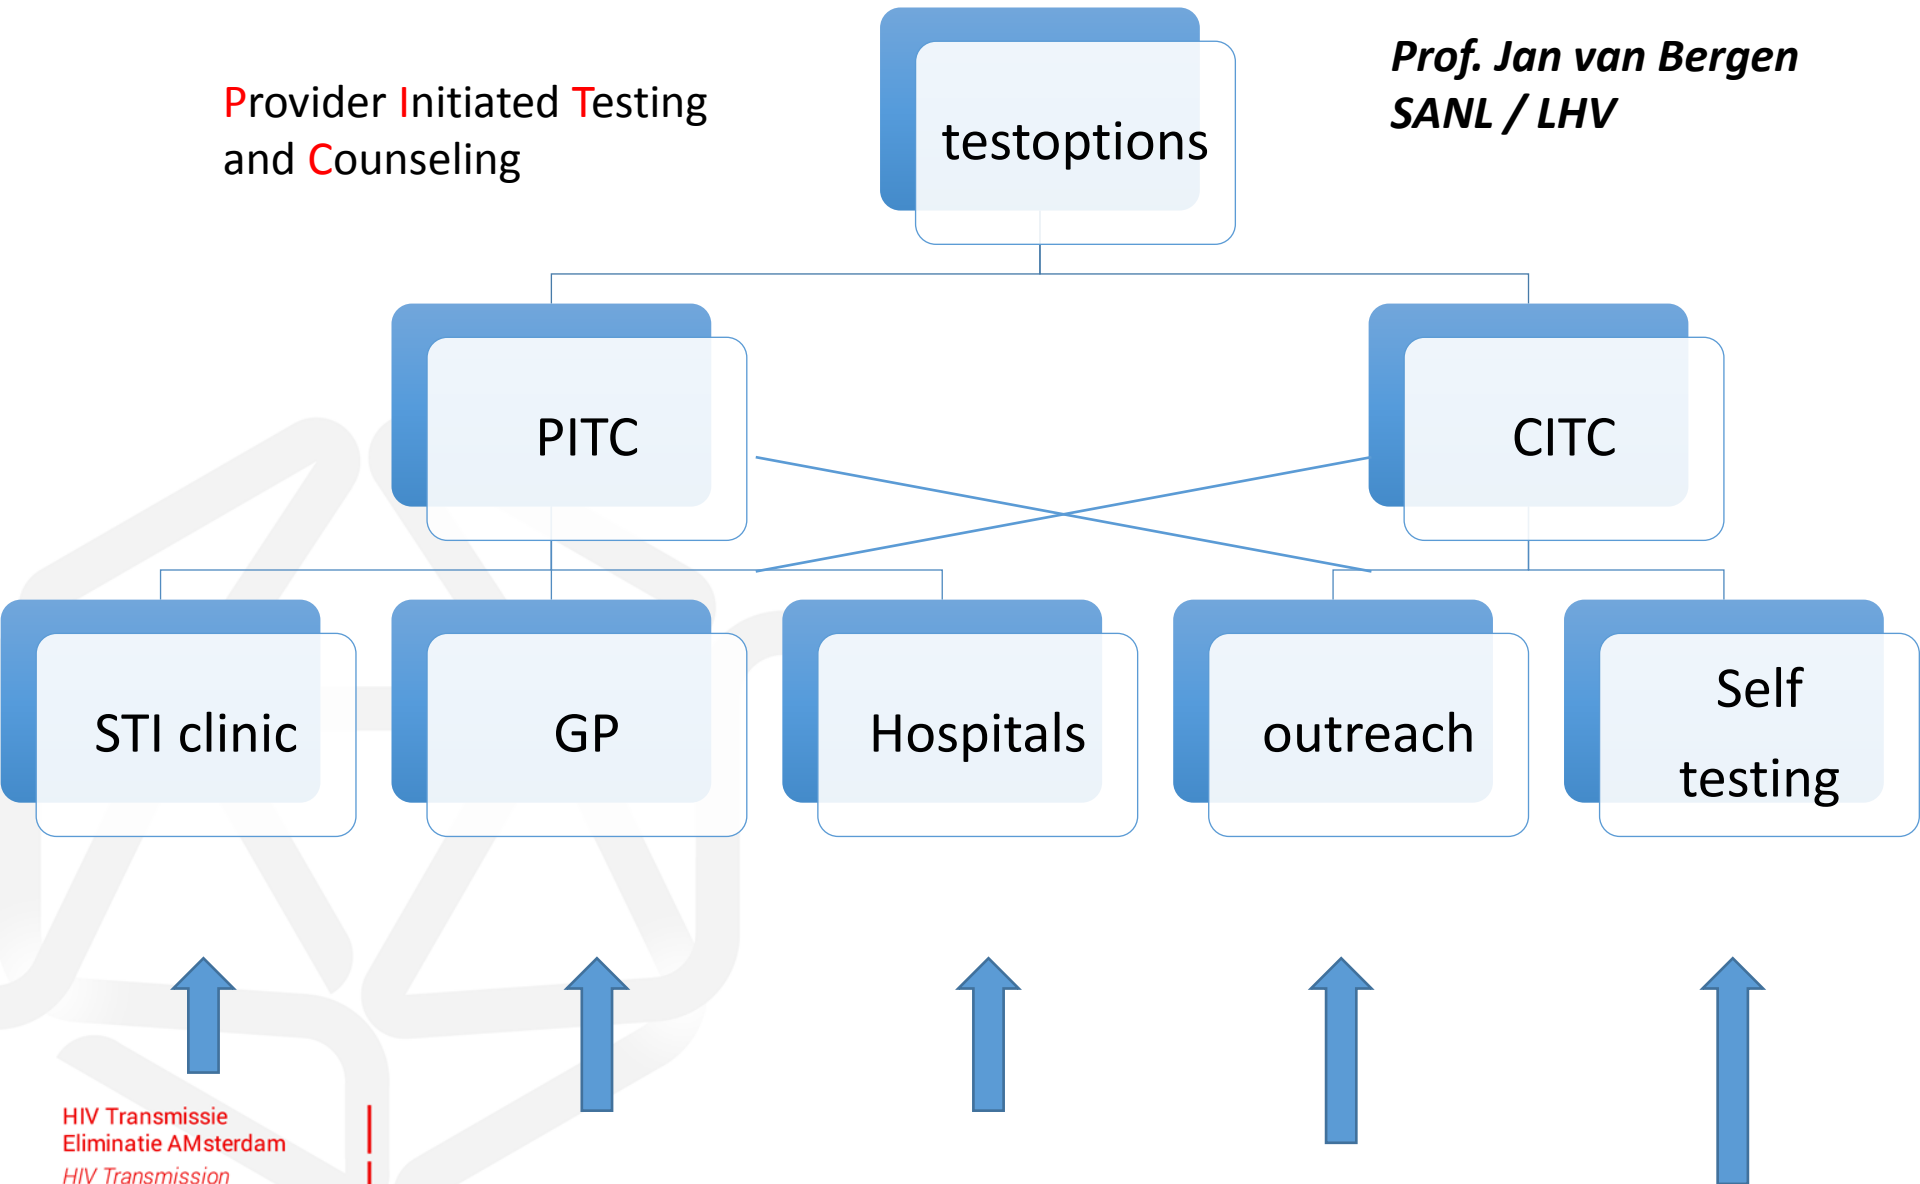 Provider Initiated Testing
and Counseling
testoptions
Prof. Jan van Bergen
SANL / LHV
PITC
CITC
STI clinic
GP
Hospitals
outreach
Self
testing
HIV Transmissie
Eliminatie AMsterdam
HIV Transmission